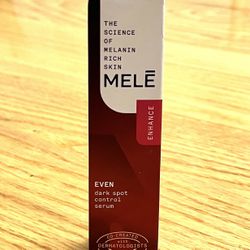 THE
SCIENCE
OF
MELANIN
RICH
SKIN
MELĒ
ENHANCE
EVEN
dark spot
control
serum
CO-CREATED
with
DERMATOLOGISTS